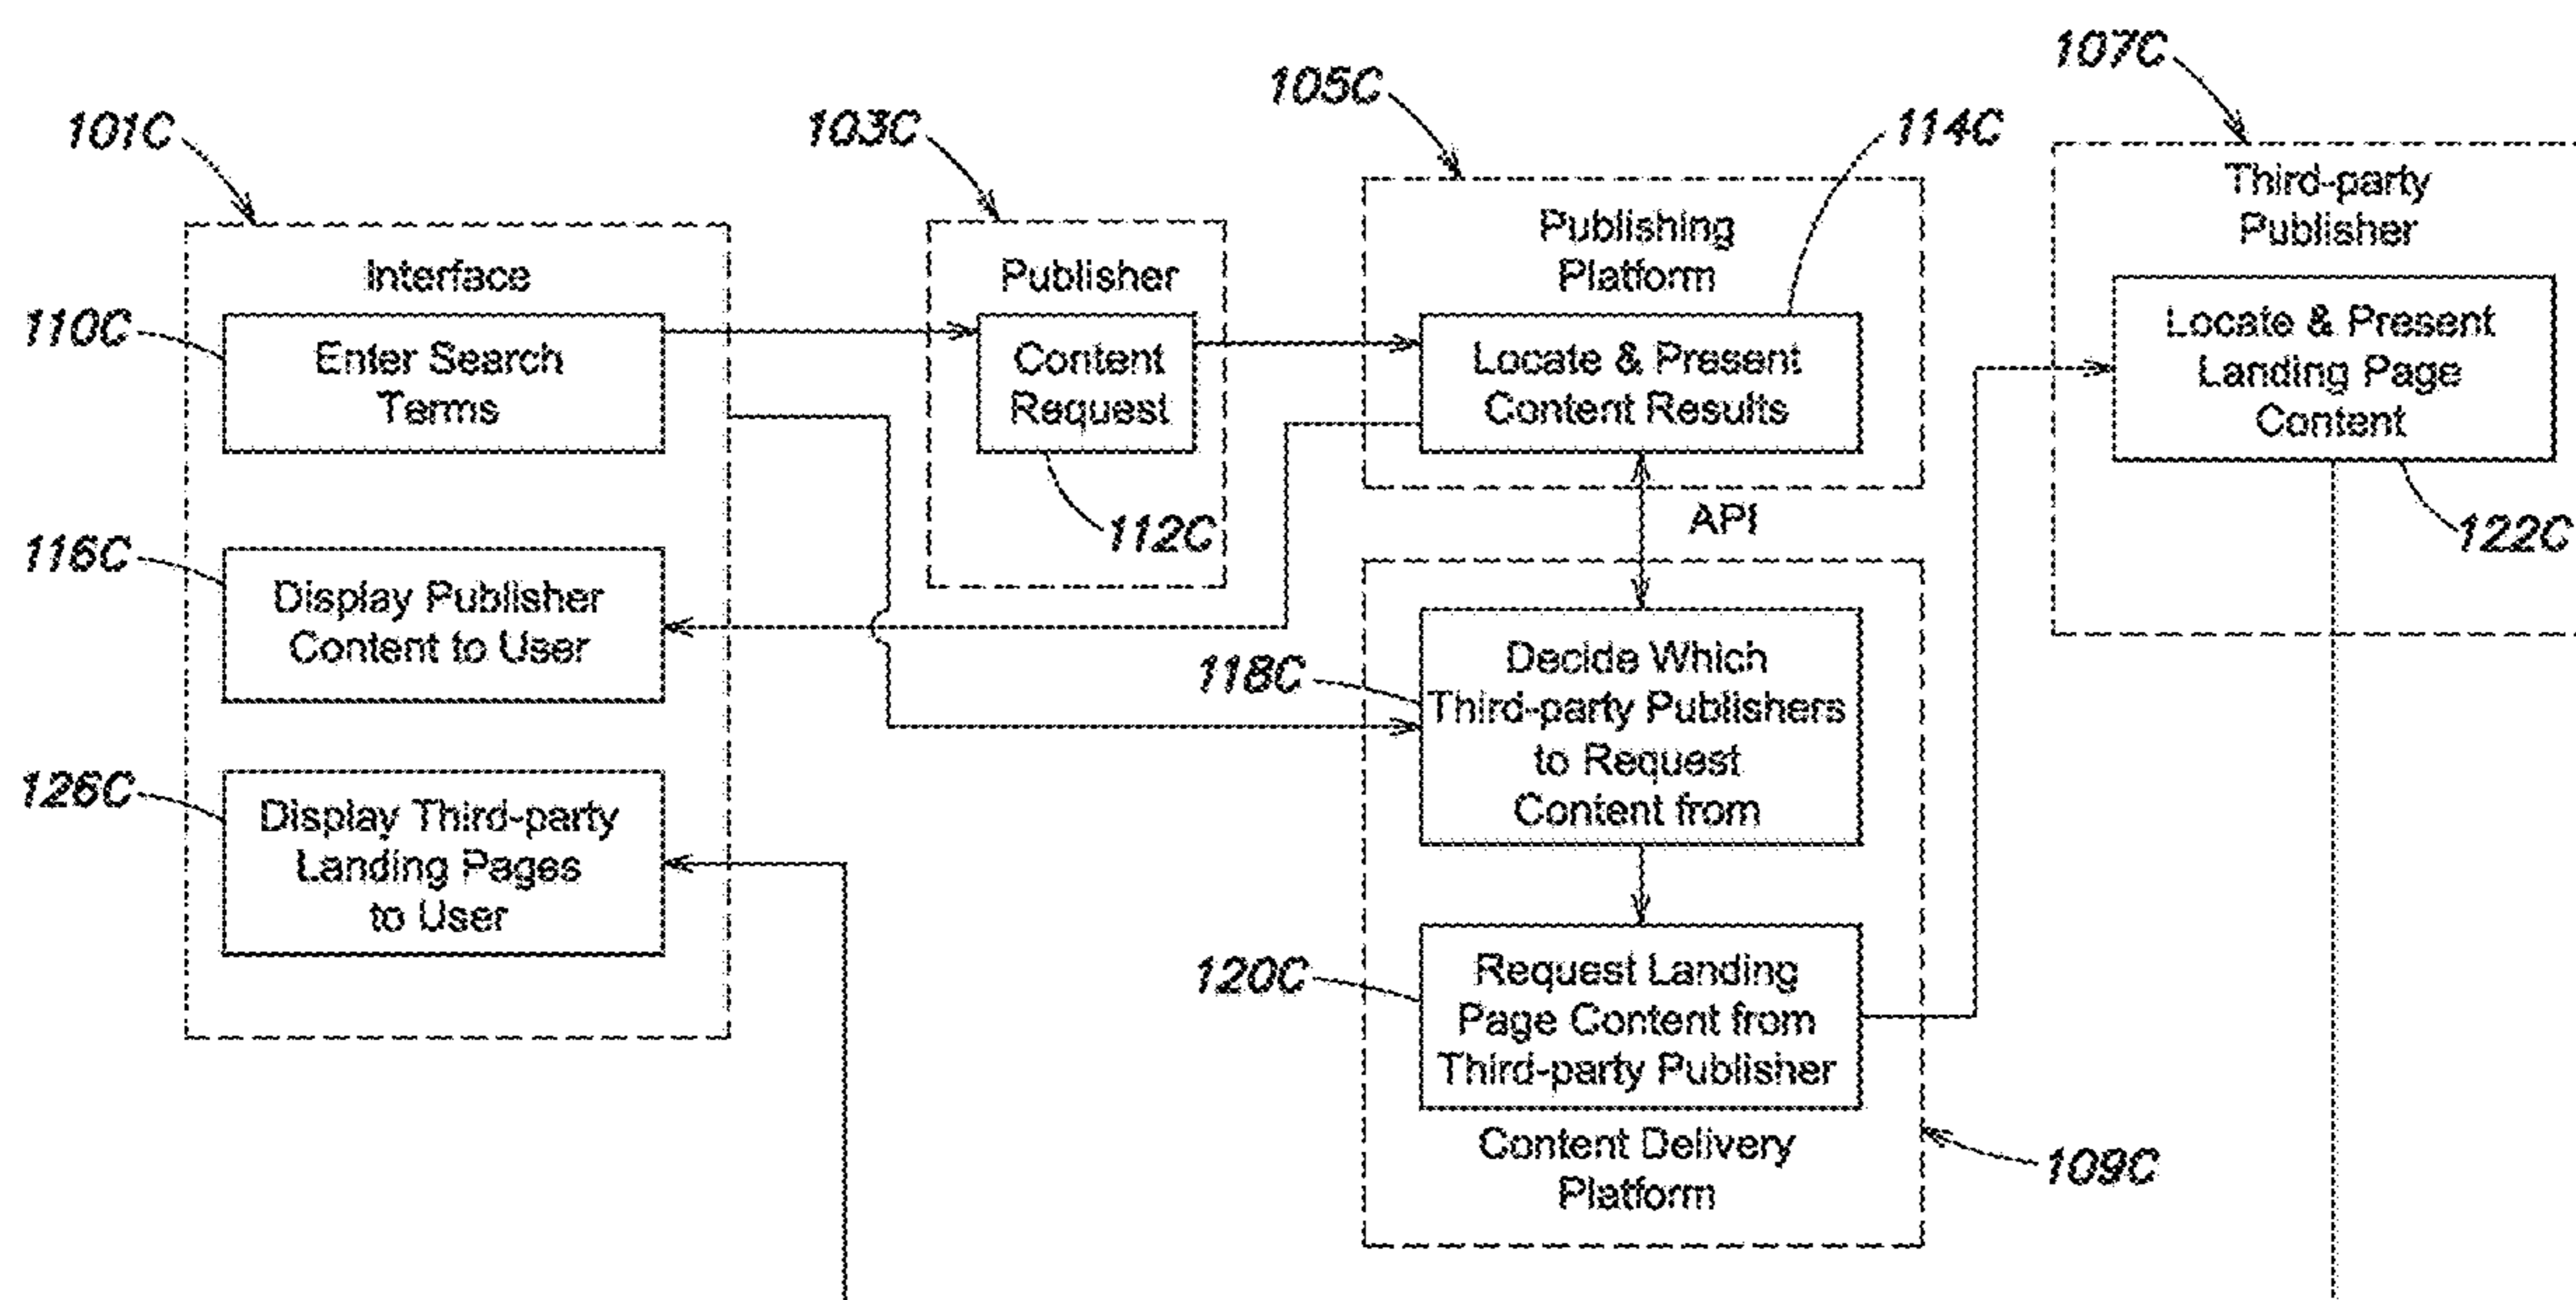 101C
Interface
110C
Enter Search
Terms
116C
Display Publisher
Content to User
126C
Display Third-party
Landing Pages
to User
103C
Publisher
Content
Request
112C
105C
114C
Publishing
Platform
Locate & Present
Content Results
API
118C
Decide Which
Third-party Publishers
to Request
Content from
120C
Request Landing
Page Content from
Third-party Publisher
Content Delivery
Platform
109C
107C
Third-party
Publisher
Locate & Present
Landing Page
Content
122C